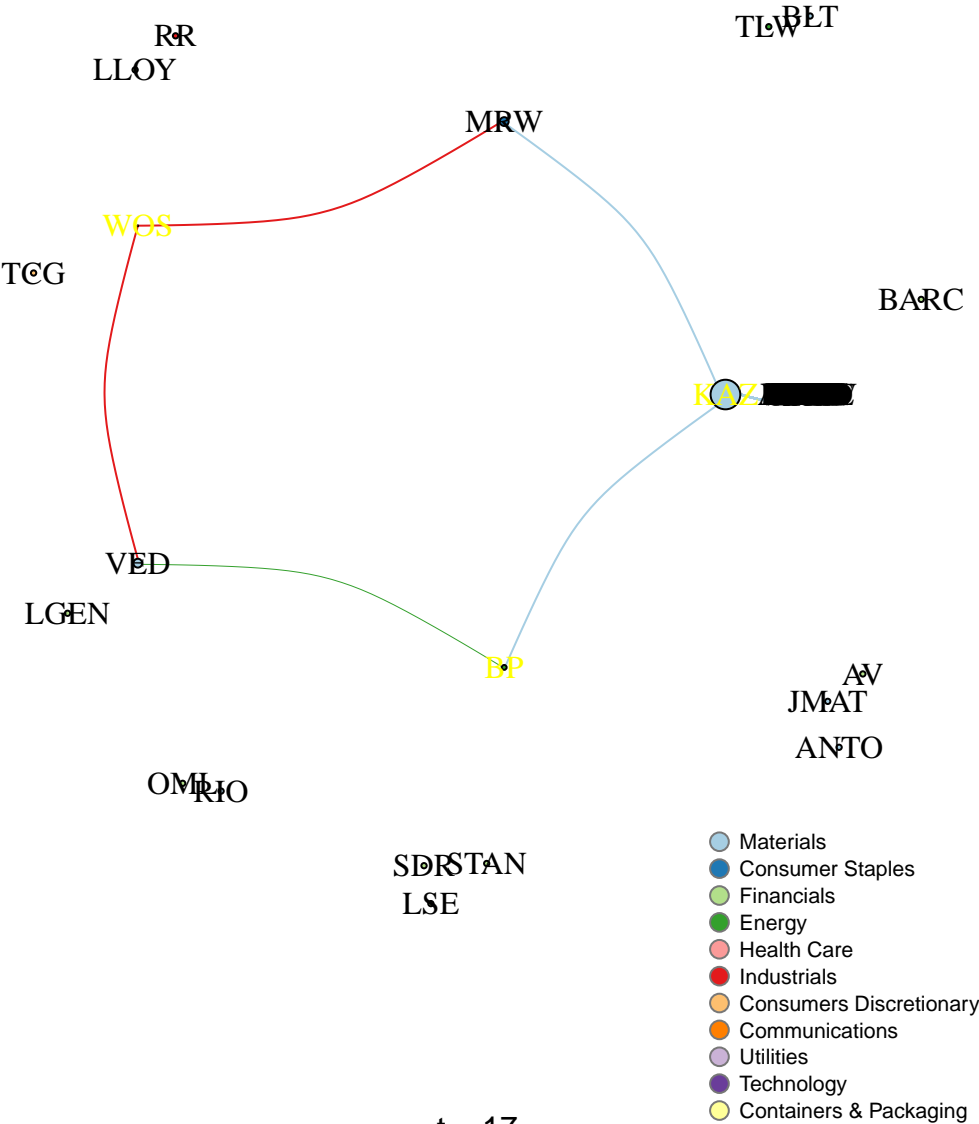 BLT
TLW
RR
LLOY
MRW
WOS
TCG
BARC
KAZ
VED
LGEN
BP
AV
JMAT
ANTO
OML
RIO
SDR
STAN
LSE
Materials
Consumer Staples
Financials
Energy
Health Care
Industrials
Consumers Discretionary
Communications
Utilities
Technology
Containers & Packaging